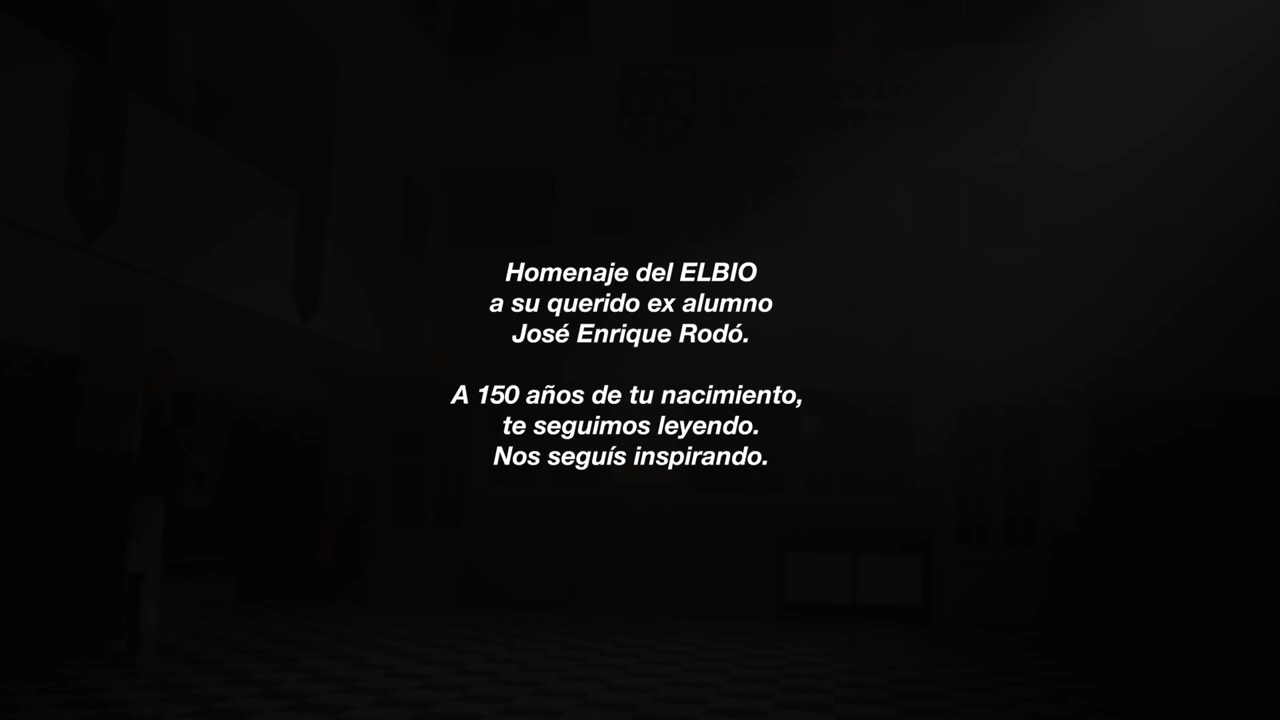 Homenaje del ELBIO
a su querido ex alumno
José Enrique Rodó.
A 150 años de tu nacimiento,
te seguimos leyendo.
Nos seguís inspirando.